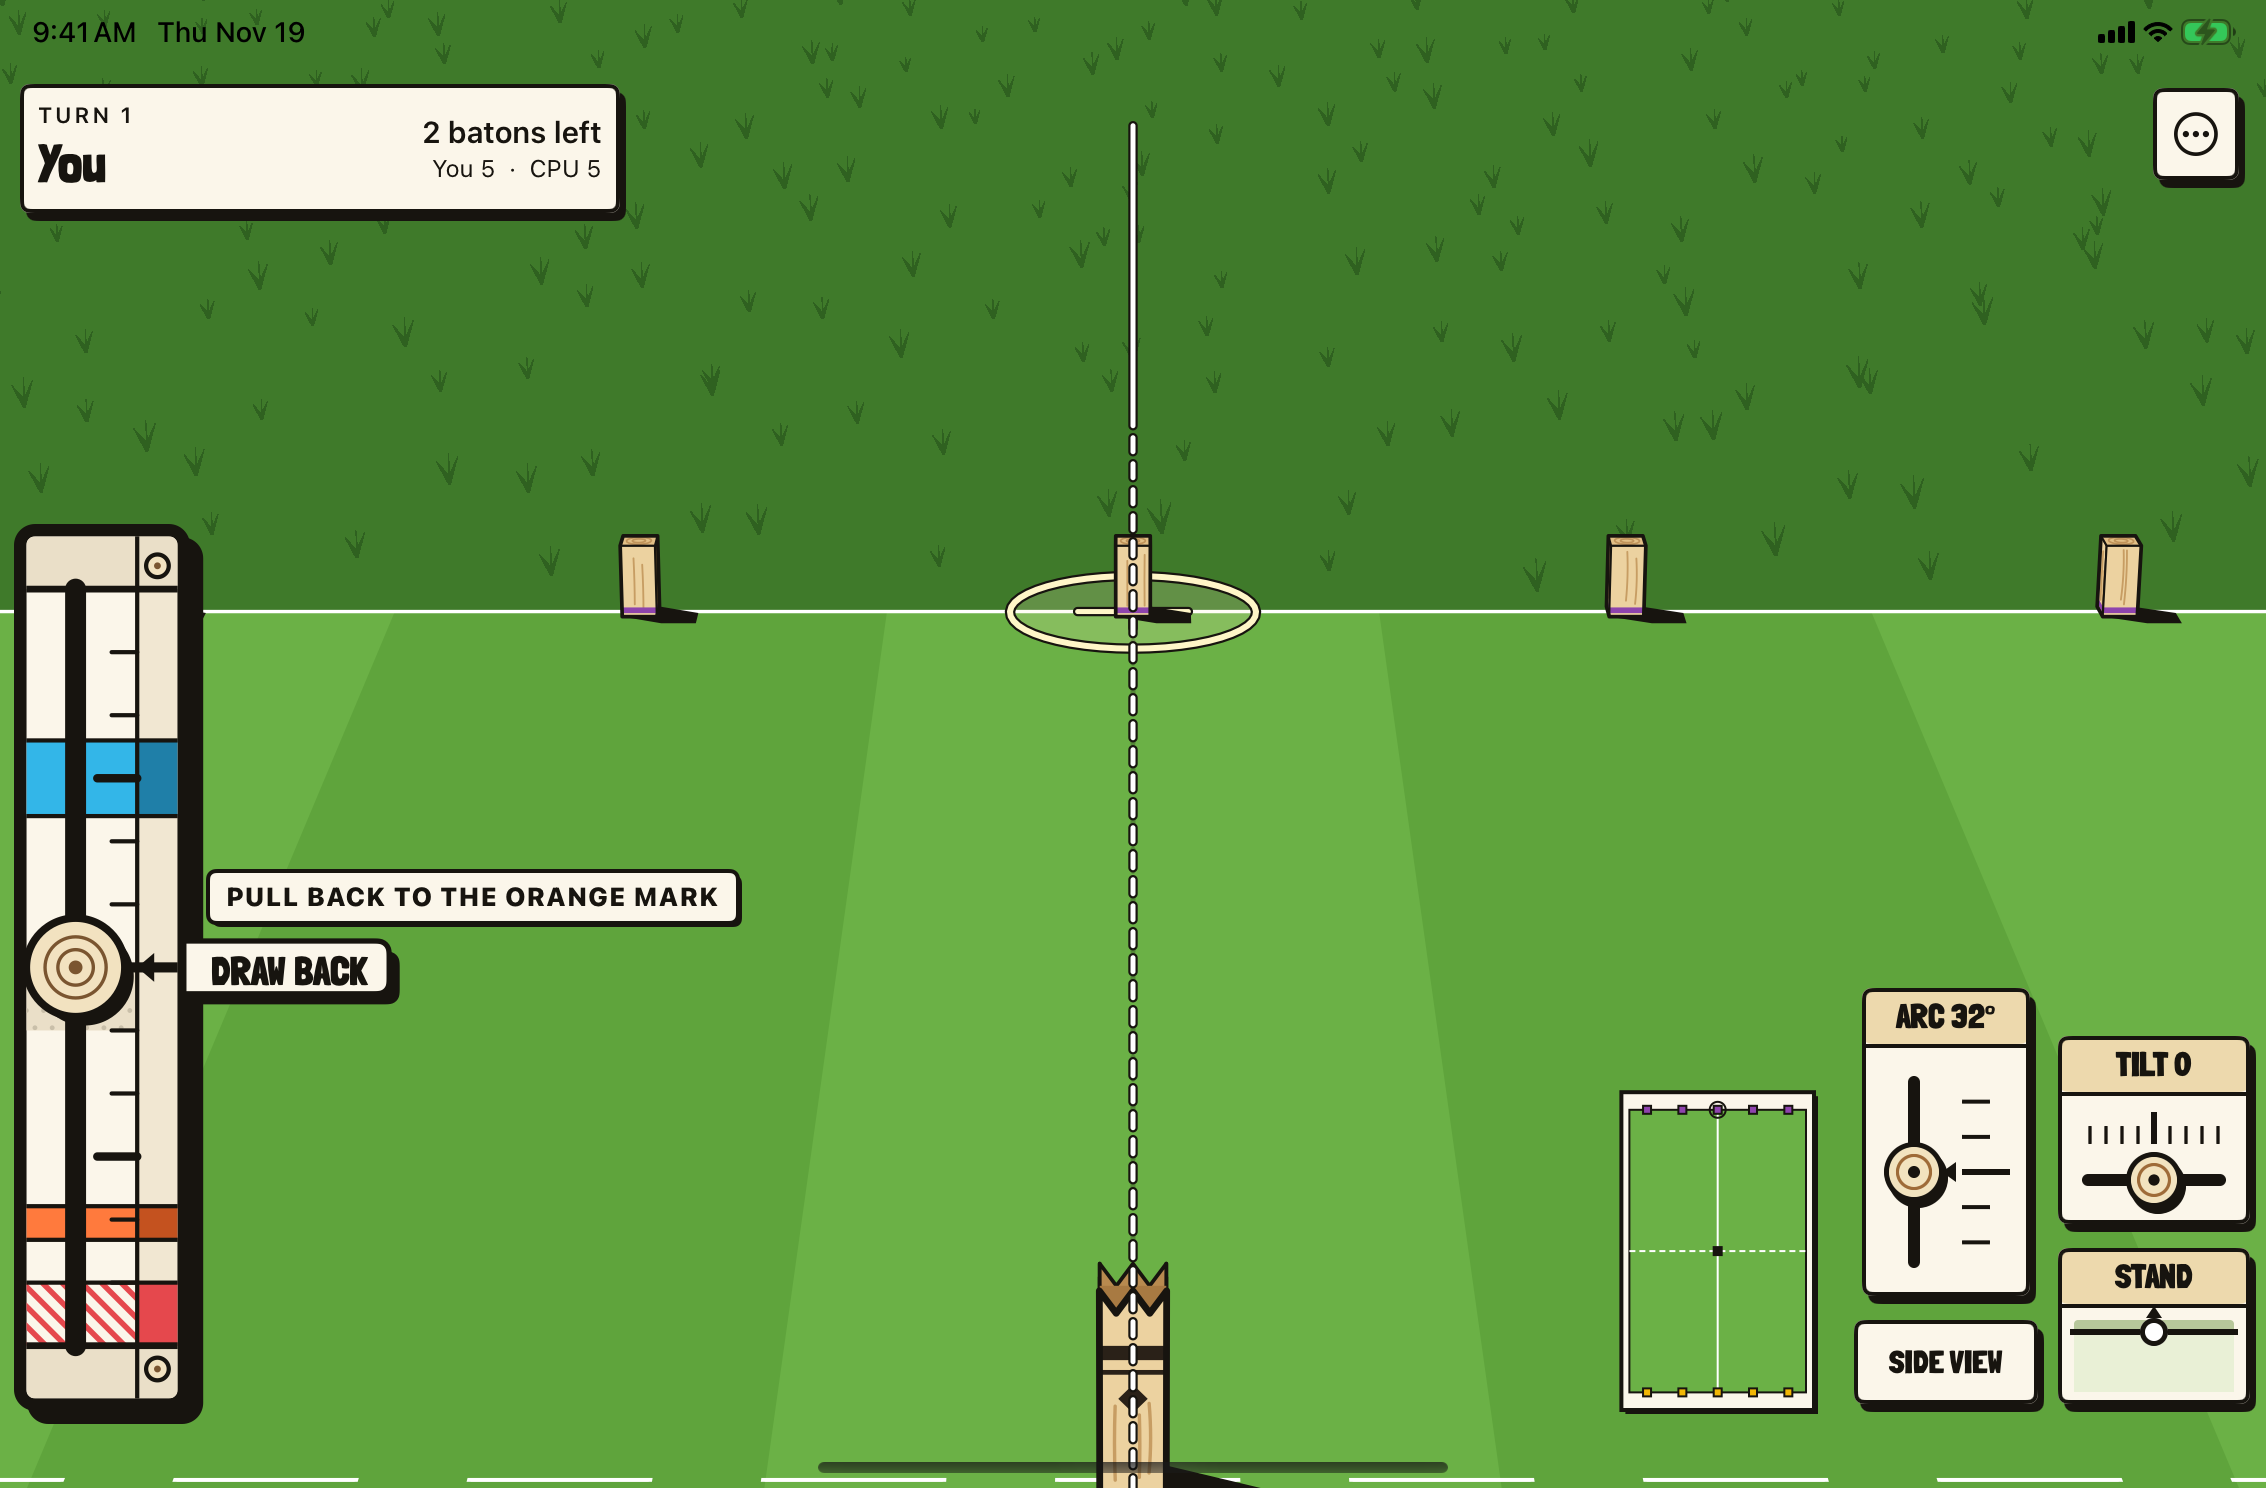 9:41 AM Thu Nov 19
TURN 1
You
2 batons left
You 5 · CPU 5
PULL BACK TO THE ORANGE MARK
DRAW BACK
ARC 32°
TILT 0
STAND
SIDE VIEW